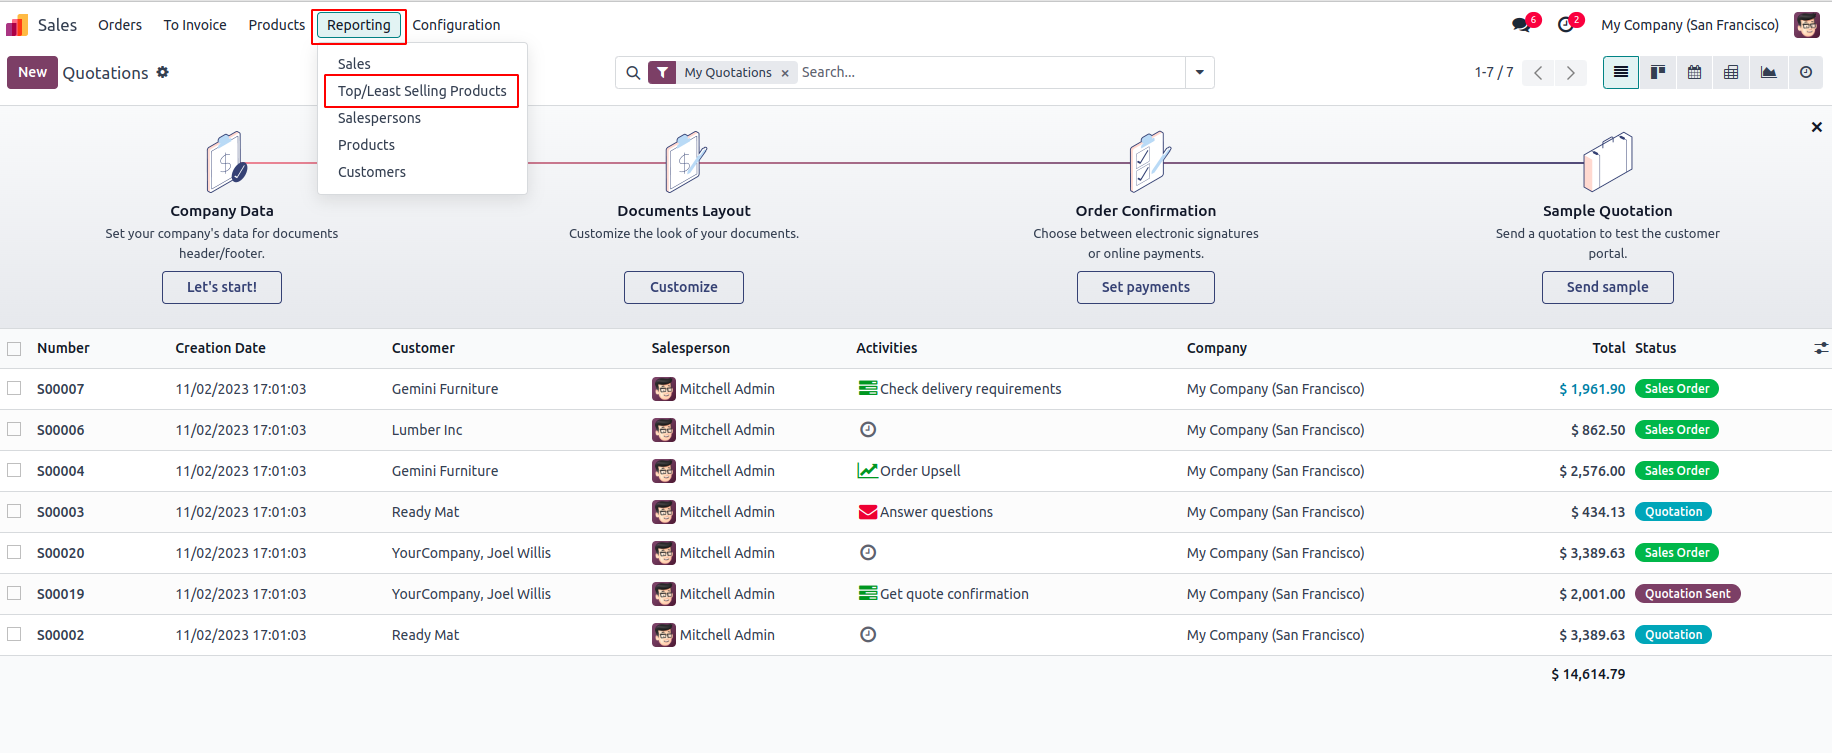 Sales Orders To Invoice Products Reporting Configuration 6 2 My Company (San Francisco)
New Quotations My Quotations × Search... 1-7 / 7
Sales
Top/Least Selling Products
Salespersons
Products
Customers
Company Data
Set your company's data for documents
header/footer.
Let's start!
Documents Layout
Customize the look of your documents.
Customize
Order Confirmation
Choose between electronic signatures
or online payments.
Set payments
Sample Quotation
Send a quotation to test the customer
portal.
Send sample
Number Creation Date Customer Salesperson Activities Company Total Status
S00007 11/02/2023 17:01:03 Gemini Furniture Mitchell Admin Check delivery requirements My Company (San Francisco) $ 1,961.90 Sales Order
S00006 11/02/2023 17:01:03 Lumber Inc Mitchell Admin My Company (San Francisco) $ 862.50 Sales Order
S00004 11/02/2023 17:01:03 Gemini Furniture Mitchell Admin Order Upsell My Company (San Francisco) $ 2,576.00 Sales Order
S00003 11/02/2023 17:01:03 Ready Mat Mitchell Admin Answer questions My Company (San Francisco) $ 434.13 Quotation
S00020 11/02/2023 17:01:03 YourCompany, Joel Willis Mitchell Admin My Company (San Francisco) $ 3,389.63 Sales Order
S00019 11/02/2023 17:01:03 YourCompany, Joel Willis Mitchell Admin Get quote confirmation My Company (San Francisco) $ 2,001.00 Quotation Sent
S00002 11/02/2023 17:01:03 Ready Mat Mitchell Admin My Company (San Francisco) $ 3,389.63 Quotation
$ 14,614.79